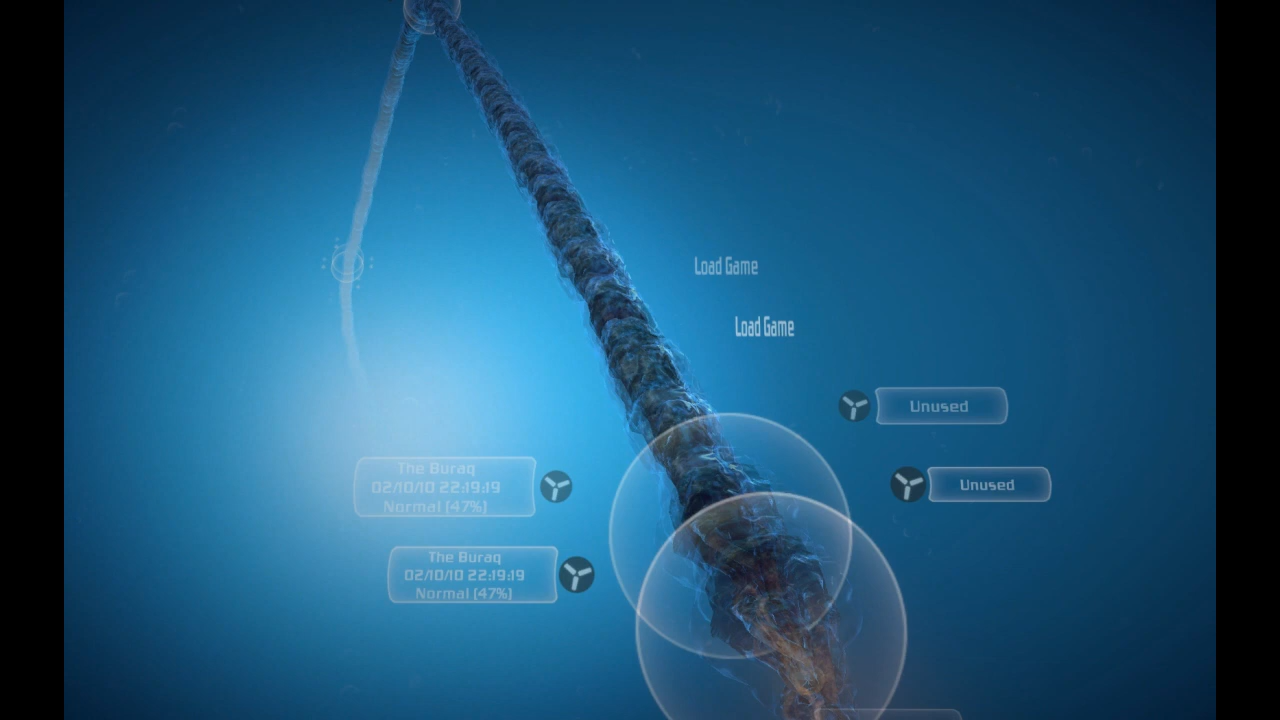 Load Game
Load Game
Unused
The Buraq
02/10/10 22:19:19
Normal (47%)
Unused
The Buraq
02/10/10 22:19:19
Normal (47%)